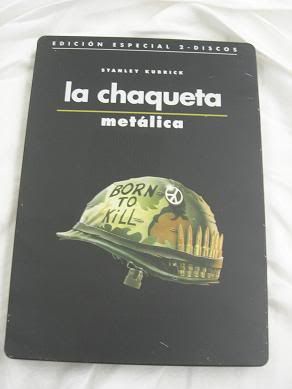 EDICIÓN ESPECIAL 2-DISCOS
STANLEY KUBRICK
la chaqueta
metálica
BORN
TO
KILL